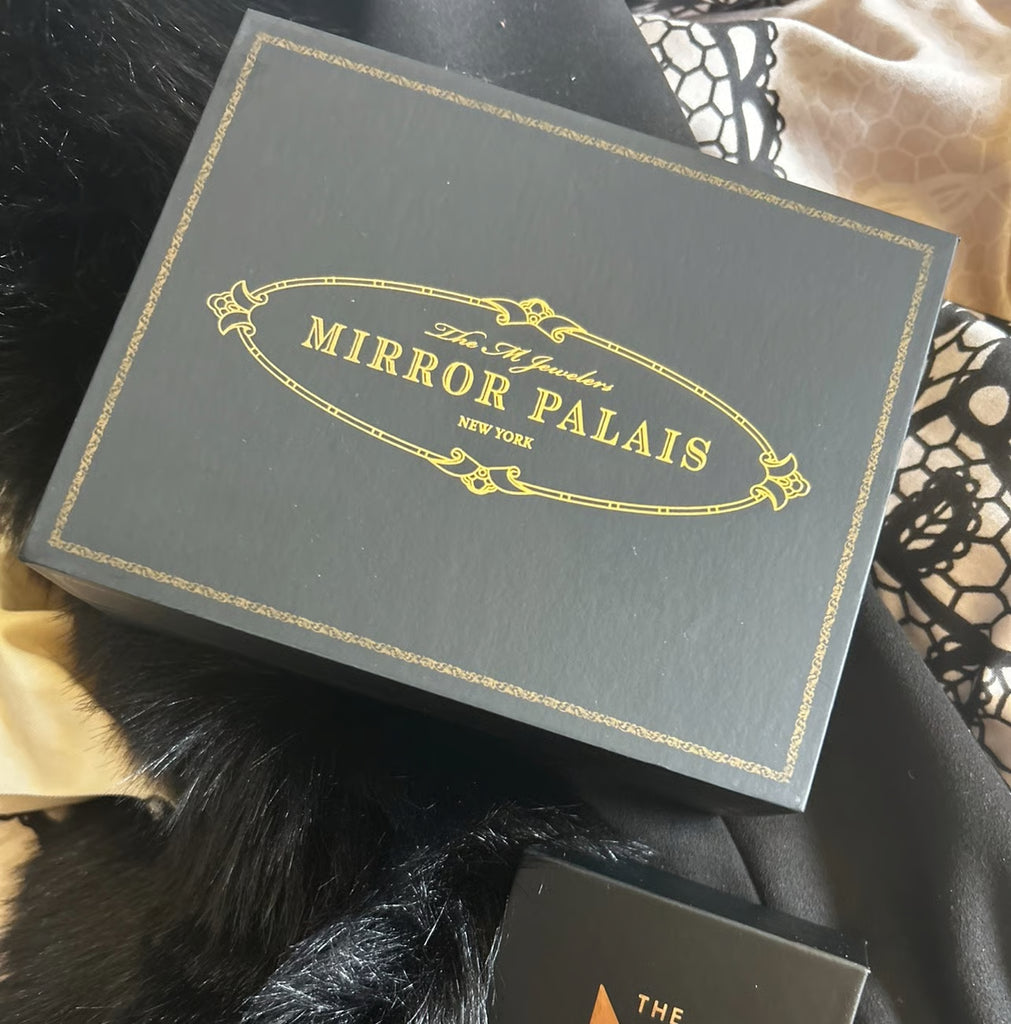 The M Jewelers
MIRROR PALAIS
NEW YORK
THE